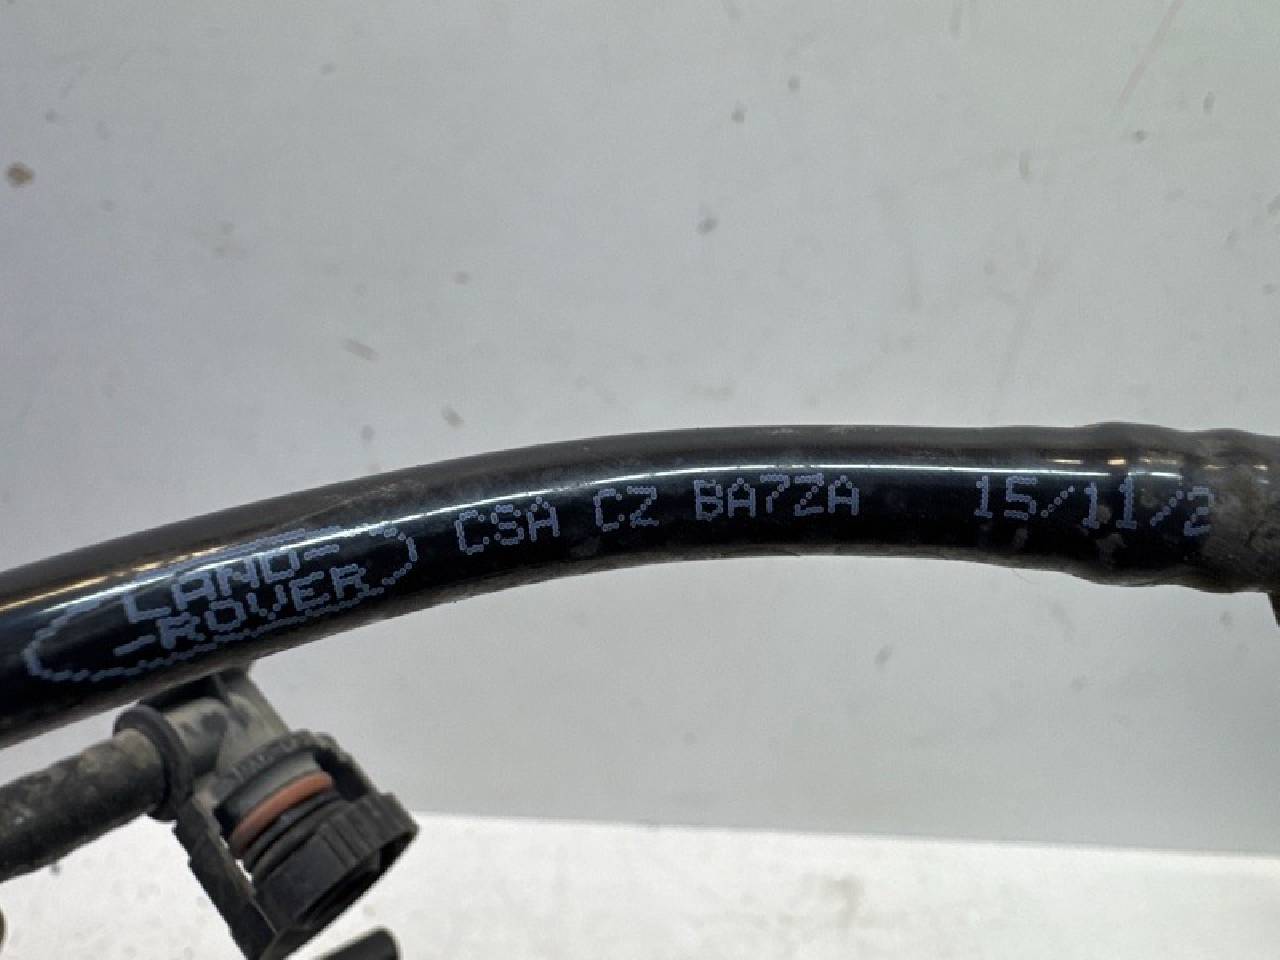 LAND-
-ROVER
CSA CZ BA7ZA 15/11/2